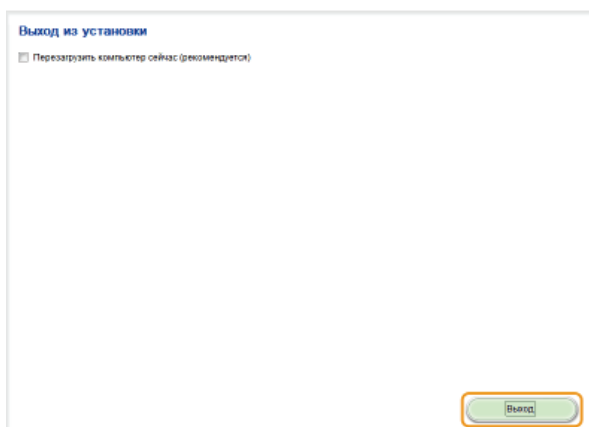 Выход из установки
Перезагрузить компьютер сейчас (рекомендуется)
Выход